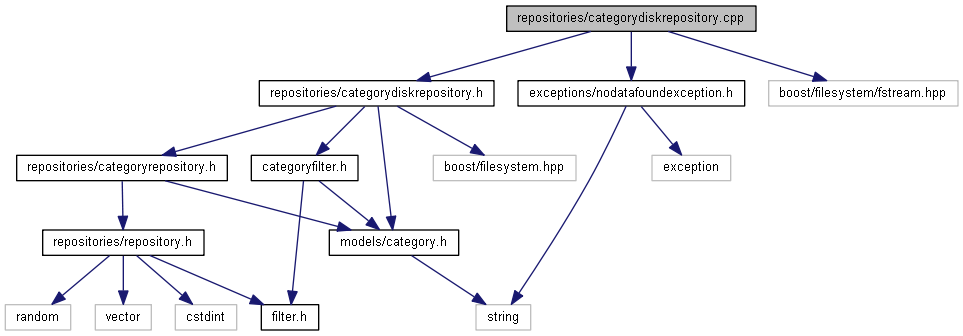 repositories/categorydiskrepository.cpp
repositories/categorydiskrepository.h
exceptions/nodatafoundexception.h
boost/filesystem/fstream.hpp
repositories/categoryrepository.h
categoryfilter.h
boost/filesystem.hpp
exception
repositories/repository.h
models/category.h
random
vector
cstdint
filter.h
string